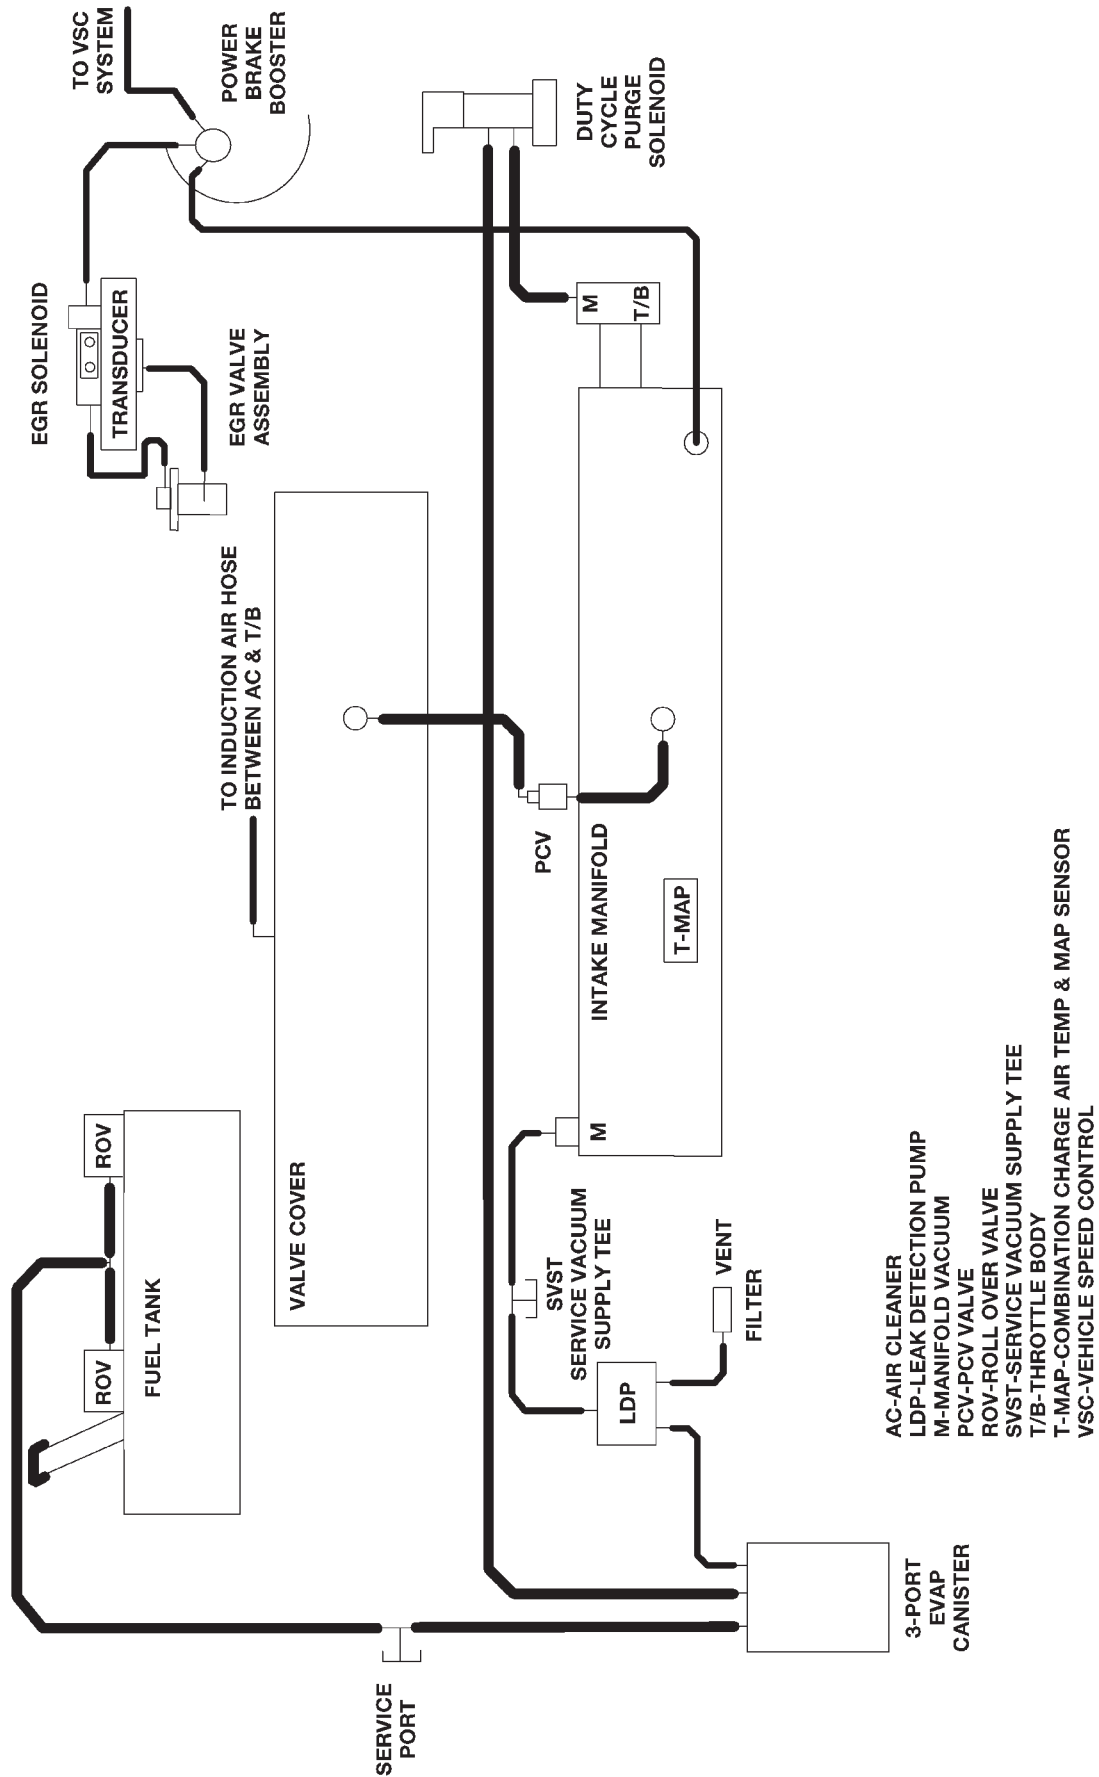 TO VSC
SYSTEM
POWER
BRAKE
BOOSTER
DUTY
CYCLE
PURGE
SOLENOID
EGR SOLENOID
TRANSDUCER
EGR VALVE
ASSEMBLY
M
T/B
TO INDUCTION AIR HOSE
BETWEEN AC & T/B
PCV
INTAKE MANIFOLD
T-MAP
M
VALVE COVER
ROV
ROV
FUEL TANK
SVST
SERVICE VACUUM
SUPPLY TEE
LDP
VENT
FILTER
SERVICE
PORT
3-PORT
EVAP
CANISTER
AC-AIR CLEANER
LDP-LEAK DETECTION PUMP
M-MANIFOLD VACUUM
PCV-PCV VALVE
ROV-ROLL OVER VALVE
SVST-SERVICE VACUUM SUPPLY TEE
T/B-THROTTLE BODY
T-MAP-COMBINATION CHARGE AIR TEMP & MAP SENSOR
VSC-VEHICLE SPEED CONTROL